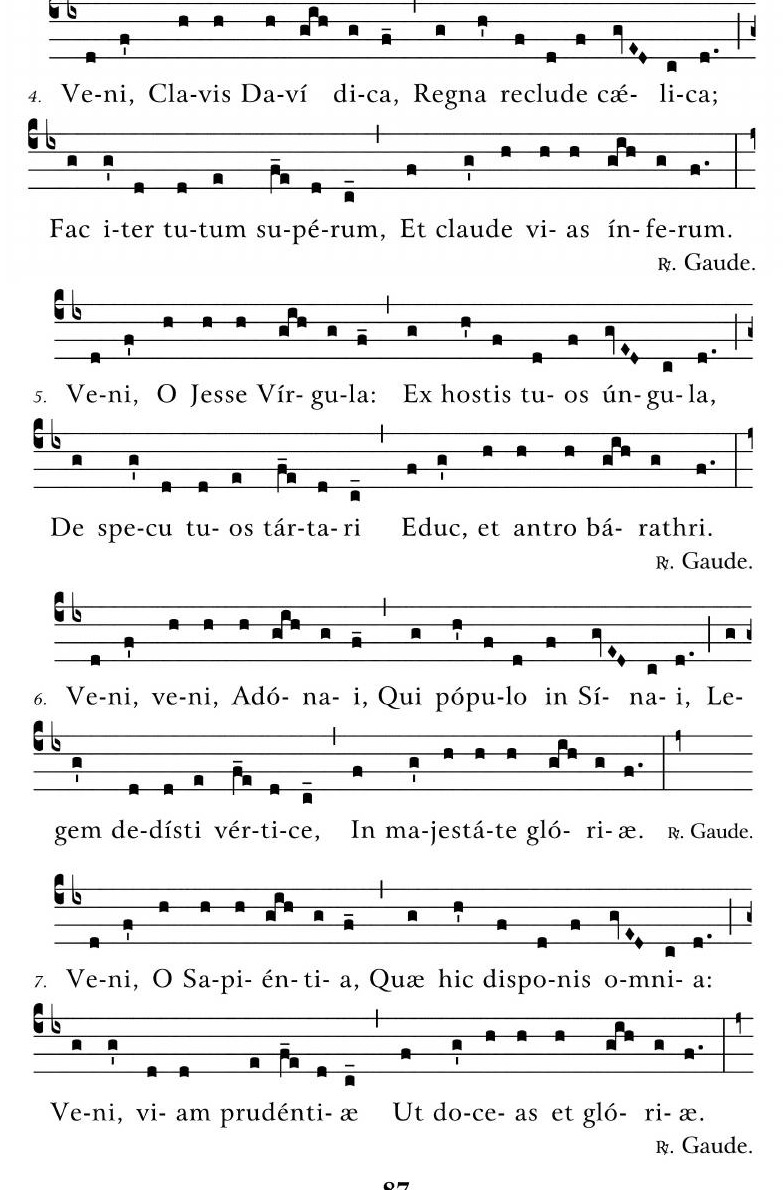 4. Ve-ni, Cla-vis Da-ví di-ca, Regna reclude cǽ- li-ca;
Fac i-ter tu-tum su-pé-rum, Et claude vi- as ín-fe-rum.
℟. Gaude.
5. Ve-ni, O Jesse Vír-gu-la: Ex hostis tu-os ún-gu-la,
De spe-cu tu- os tár-ta-ri Educ, et antro bá- rathri.
℟. Gaude.
6. Ve-ni, ve-ni, Adó-na- i, Qui pópu-lo in Sí- na- i, Le-
gem de-dísti vér-ti-ce, In ma-jestá-te gló- ri- æ. ℟. Gaude.
7. Ve-ni, O Sa-pi- én- ti- a, Quæ hic dispo-nis o-mni- a:
Ve-ni, vi- am prudénti- æ Ut do-ce- as et gló- ri- æ.
℟. Gaude.
87